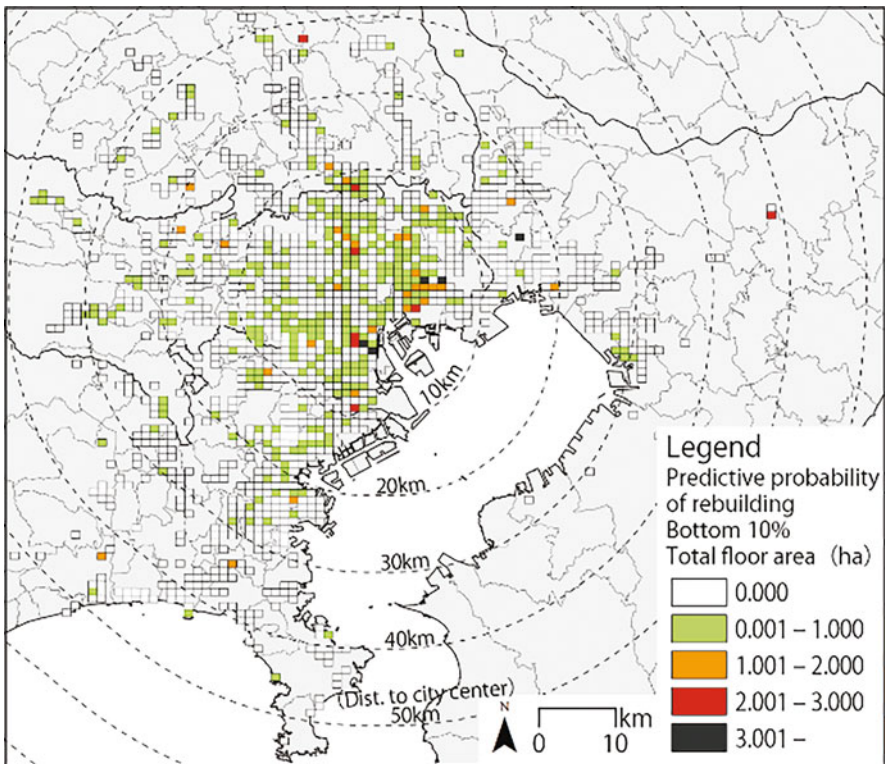 10km
20km
30km
40km
(Dist. to city center)
50km
N
km
0 10
Legend
Predictive probability
of rebuilding
Bottom 10%
Total floor area (ha)
0.000
0.001 – 1.000
1.001 – 2.000
2.001 – 3.000
3.001 –